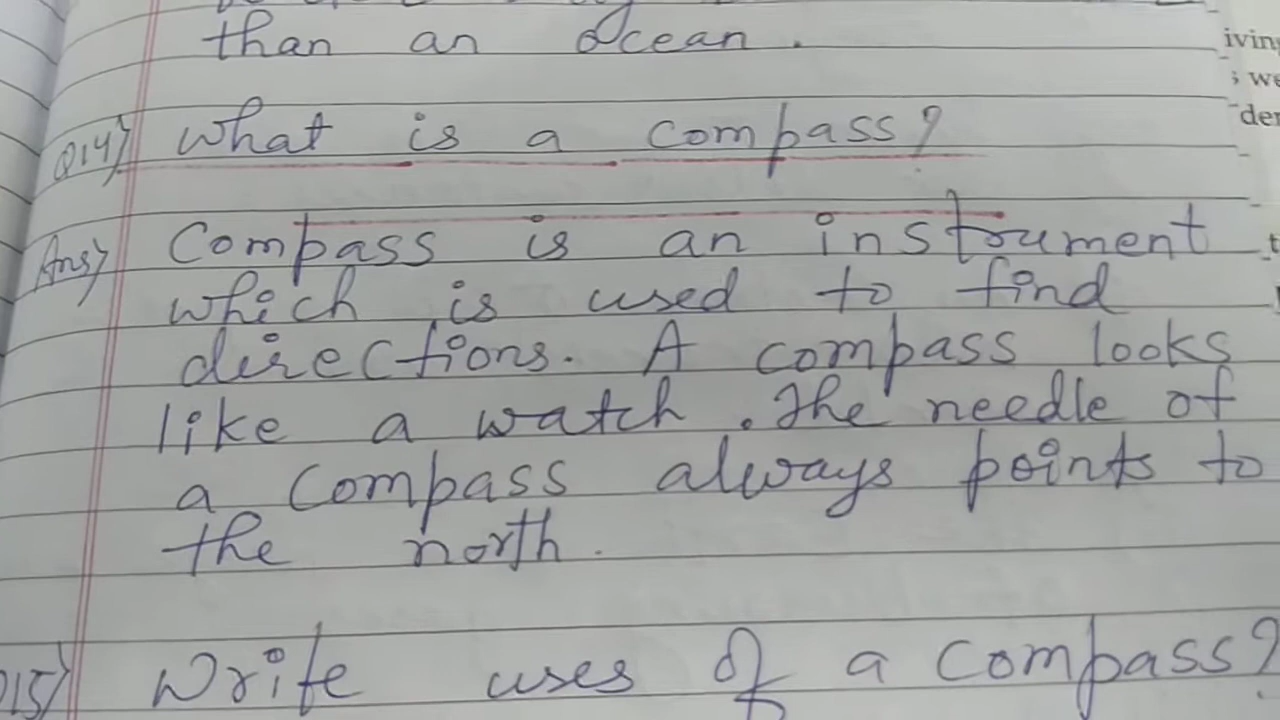 than an Ocean.
Q14) What is a compass?
Ans) Compass is an instrument
which is used to find
directions. A compass looks
like a watch. The needle of
a compass always points to
the north.
Q15) Write uses of a compass?